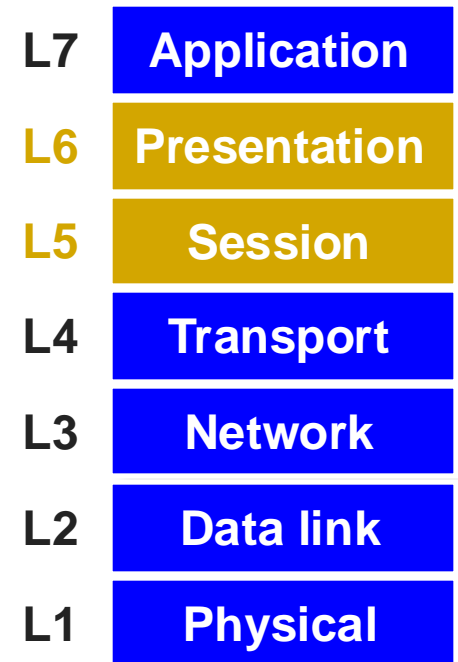 L7 Application
L6 Presentation
L5 Session
L4 Transport
L3 Network
L2 Data link
L1 Physical